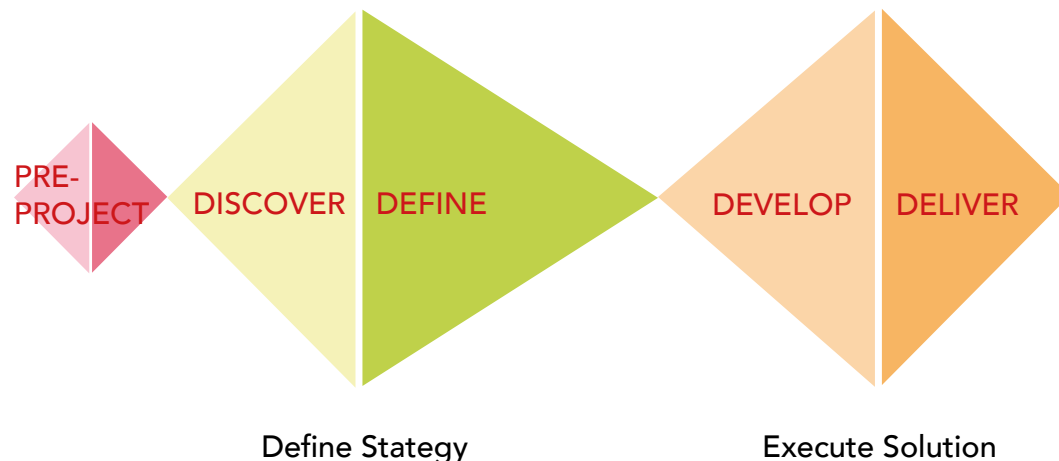 PRE-
PROJECT
DISCOVER
DEFINE
DEVELOP
DELIVER
Define Stategy
Execute Solution